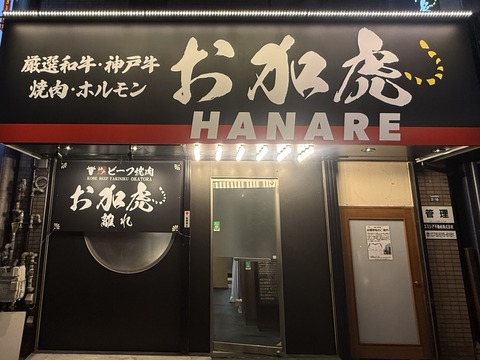 厳選和牛・神戸牛
焼肉・ホルモン
お加虎
HANARE
ビーフ焼肉
KOBE BEEF YAKINIKU OKATORA
お加虎
離れ
管理